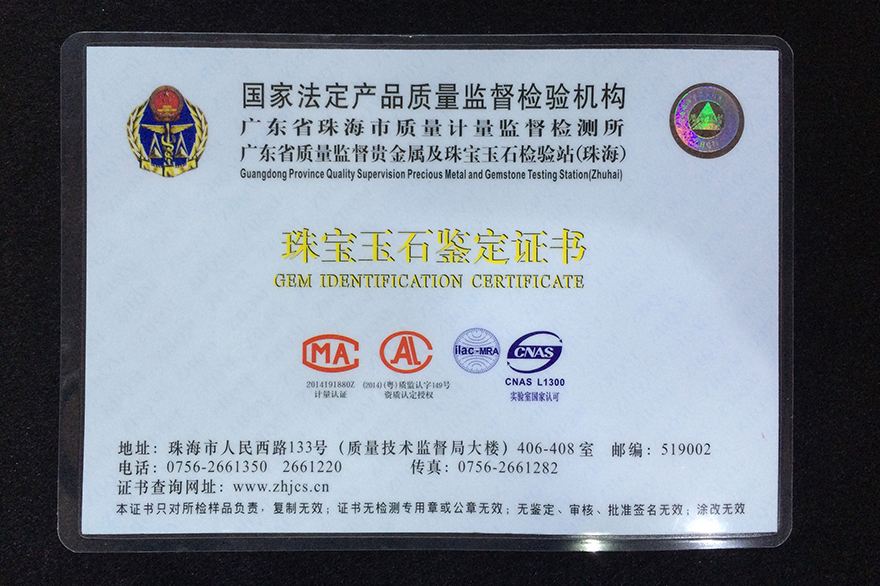 国家法定产品质量监督检验机构
广东省珠海市质量计量监督检测所
广东省质量监督贵金属及珠宝玉石检验站(珠海)
Guangdong Province Quality Supervision Precious Metal and Gemstone Testing Station(Zhuhai)
珠宝玉石鉴定证书
GEM IDENTIFICATION CERTIFICATE
MA AL ilac-MRA CNAS
2014191880Z (2014)(粤)质监认字149号 CNAS L1300
计量认证 资质认定授权 实验室国家认可
地址：珠海市人民西路133号（质量技术监督局大楼）406-408室 邮编：519002
电话：0756-2661350 2661220 传真：0756-2661282
证书查询网址：www.zhjcs.cn
本证书只对所检样品负责，复制无效；证书无检测专用章或公章无效；无鉴定、审核、批准签名无效；涂改无效